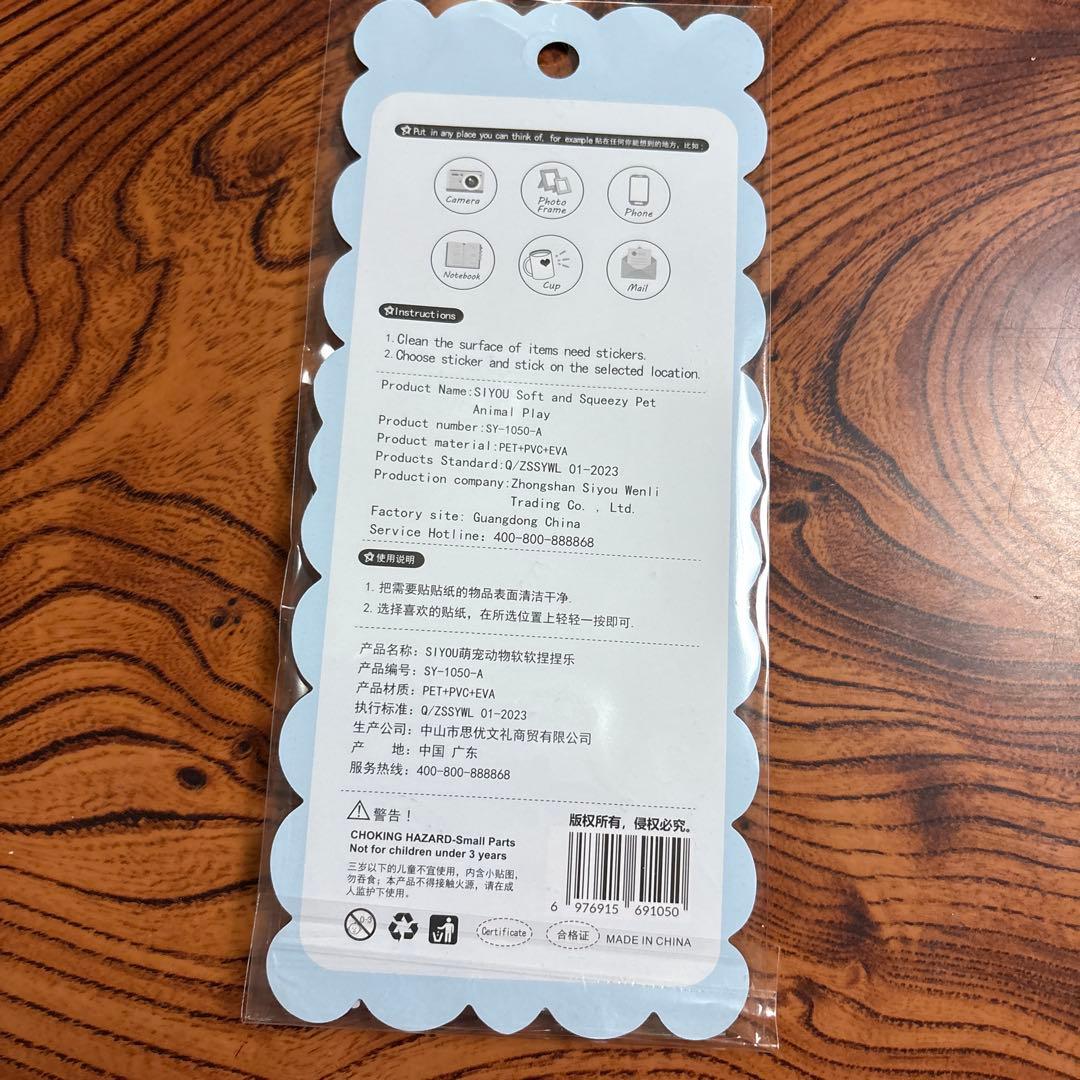 Put in any place you can think of, for example 贴在任何你能想到的地方，比如：
Camera
Photo
Frame
Phone
Notebook
Cup
Mail
Instructions
1.Clean the surface of items need stickers.
2.Choose sticker and stick on the selected location.
Product Name:SIYOU Soft and Squeezy Pet
Animal Play
Product number:SY-1050-A
Product material:PET+PVC+EVA
Products Standard:Q/ZSSYWL 01-2023
Production company:Zhongshan Siyou Wenli
Trading Co. , Ltd.
Factory site: Guangdong China
Service Hotline: 400-800-888868
使用说明
1. 把需要贴贴纸的物品表面清洁干净.
2. 选择喜欢的贴纸，在所选位置上轻轻一按即可.
产品名称: SIYOU萌宠动物软软捏捏乐
产品编号: SY-1050-A
产品材质: PET+PVC+EVA
执行标准: Q/ZSSYWL 01-2023
生产公司: 中山市思优文礼商贸有限公司
产 地: 中国 广东
服务热线: 400-800-888868
警告！
CHOKING HAZARD-Small Parts
Not for children under 3 years
三岁以下的儿童不宜使用，内含小贴图，
勿吞食；本产品不得接触火源，请在成
人监护下使用。
版权所有，侵权必究。
6 976915 691050
0-3
Certificate
合格证
MADE IN CHINA